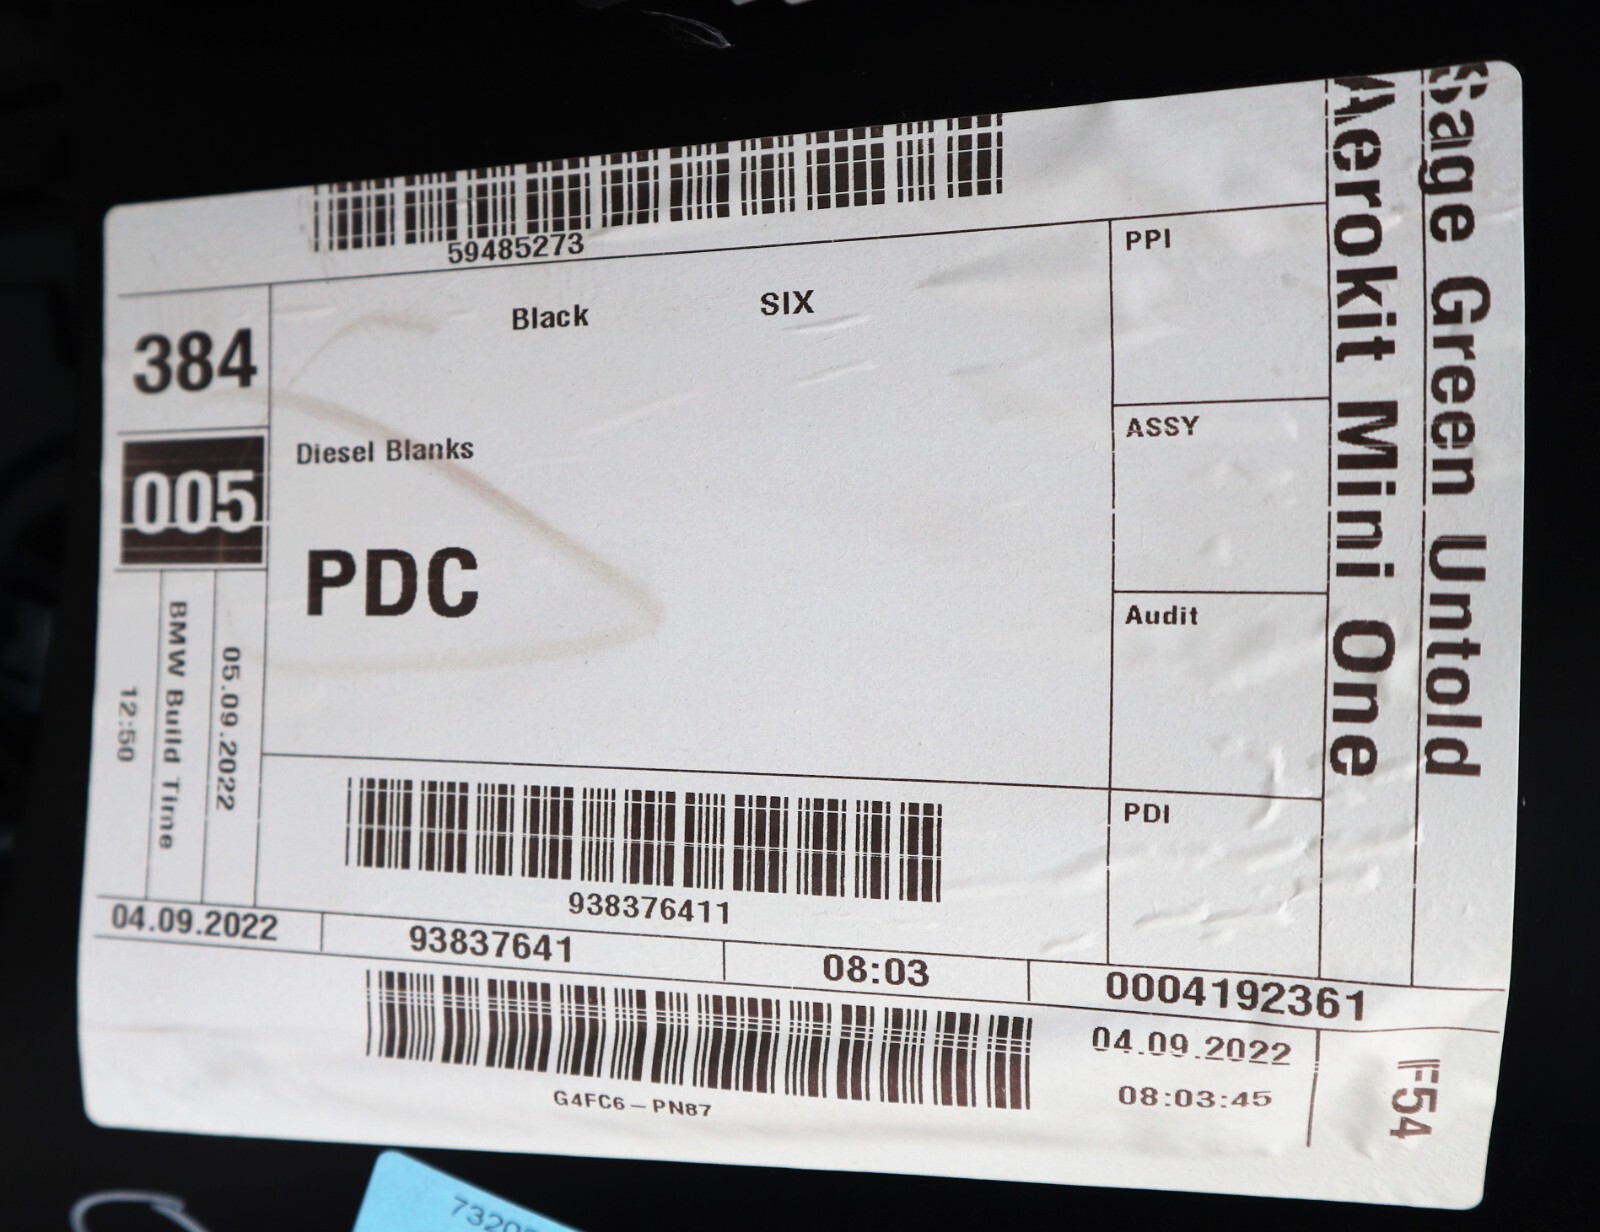 59485273
384
Black
SIX
PPI
005
Diesel Blanks
ASSY
PDC
Audit
05.09.2022
BMW Build Time
12:50
PDI
938376411
04.09.2022
93837641
08:03
0004192361
G4FC6-PN87
04.09.2022
08:03:45
Sage Green Untold
Aerokit Mini One
F54